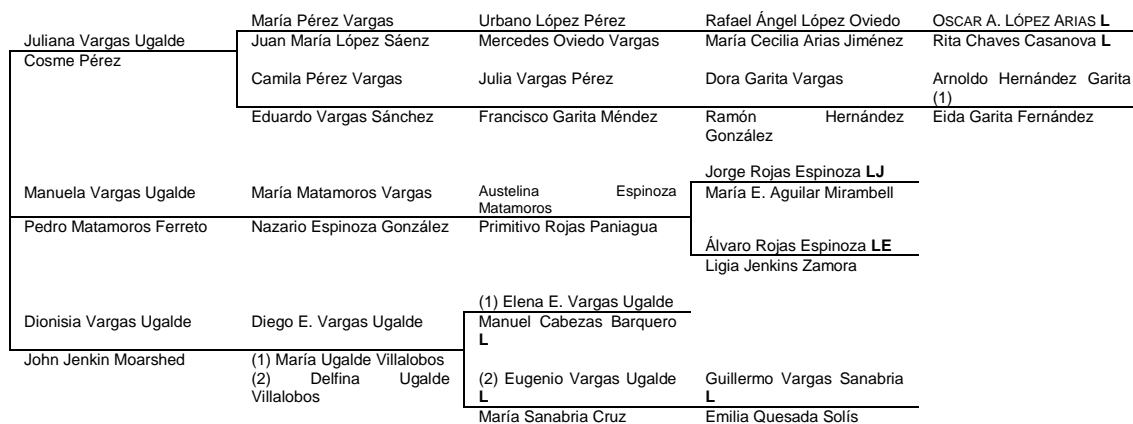 María Pérez Vargas Urbano López Pérez Rafael Ángel López Oviedo OSCAR A. LÓPEZ ARIAS L
Juliana Vargas Ugalde Juan María López Sáenz Mercedes Oviedo Vargas María Cecilia Arias Jiménez Rita Chaves Casanova L
Cosme Pérez
Camila Pérez Vargas Julia Vargas Pérez Dora Garita Vargas Arnoldo Hernández Garita
(1)
Eduardo Vargas Sánchez Francisco Garita Méndez Ramón Hernández Eida Garita Fernández
González
Jorge Rojas Espinoza LJ
Manuela Vargas Ugalde María Matamoros Vargas Austelina Espinoza María E. Aguilar Mirambell
Matamoros
Pedro Matamoros Ferreto Nazario Espinoza González Primitivo Rojas Paniagua
Álvaro Rojas Espinoza LE
Ligia Jenkins Zamora
(1) Elena E. Vargas Ugalde
Dionisia Vargas Ugalde Diego E. Vargas Ugalde Manuel Cabezas Barquero
L
John Jenkin Moarshed (1) María Ugalde Villalobos
(2) Delfina Ugalde (2) Eugenio Vargas Ugalde Guillermo Vargas Sanabria
Villalobos L L
María Sanabria Cruz Emilia Quesada Solís